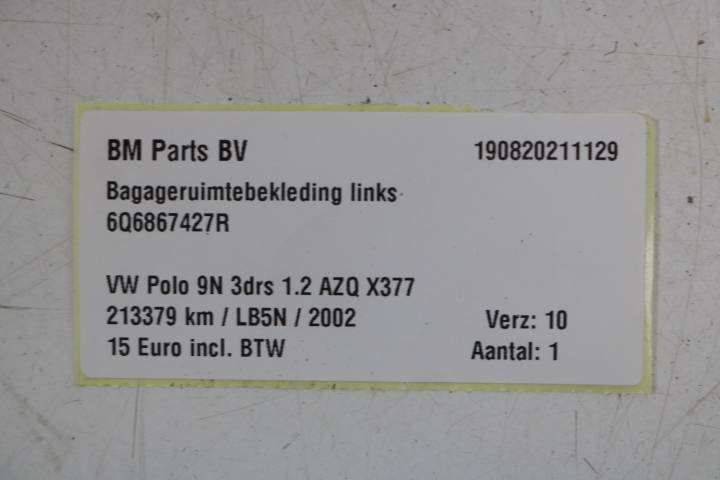 BM Parts BV 190820211129
Bagageruimtebekleding links
6Q6867427R
VW Polo 9N 3drs 1.2 AZQ X377
213379 km / LB5N / 2002 Verz: 10
15 Euro incl. BTW Aantal: 1